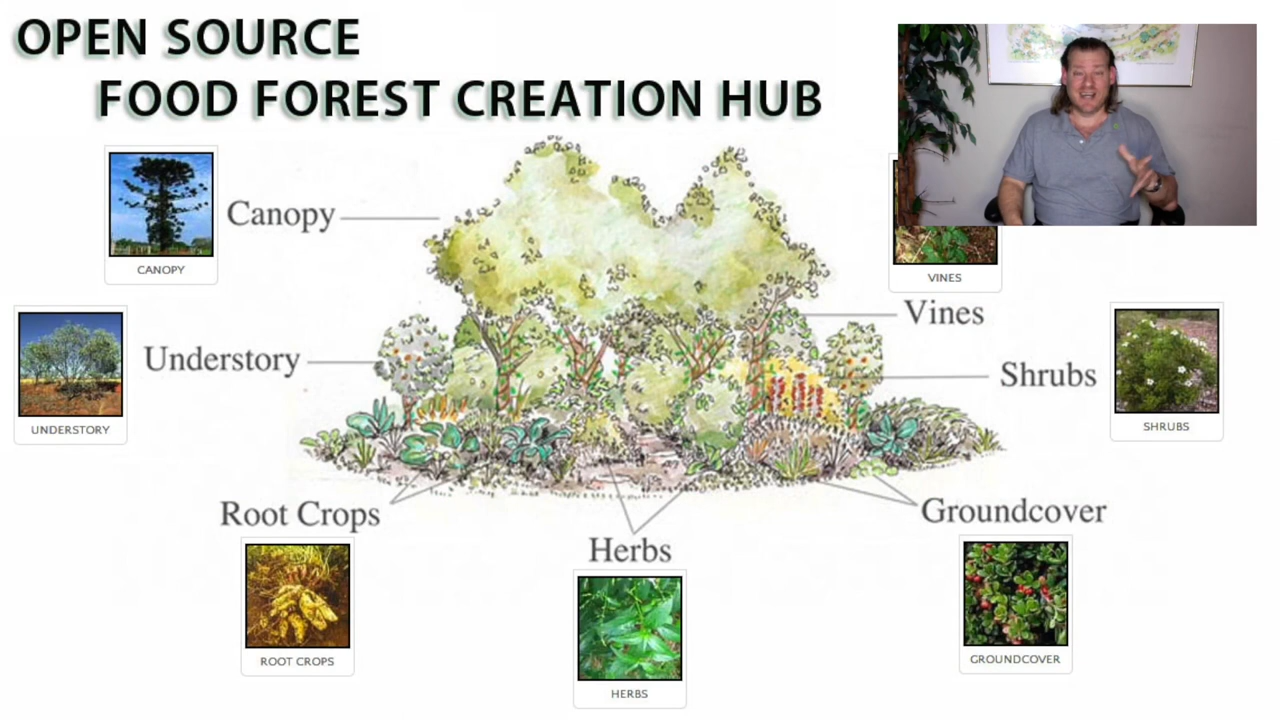 OPEN SOURCE
FOOD FOREST CREATION HUB
Canopy
CANOPY
VINES
Vines
Understory
UNDERSTORY
Shrubs
SHRUBS
Root Crops
ROOT CROPS
Herbs
HERBS
Groundcover
GROUNDCOVER